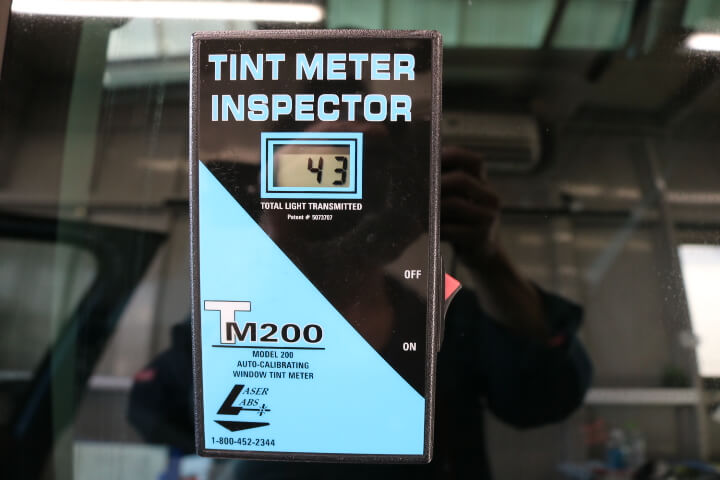 TINT METER
INSPECTOR
43
TOTAL LIGHT TRANSMITTED
Patent # 5073707
OFF
TM200
ON
MODEL 200
AUTO-CALIBRATING
WINDOW TINT METER
LASER
LABS
1-800-452-2344